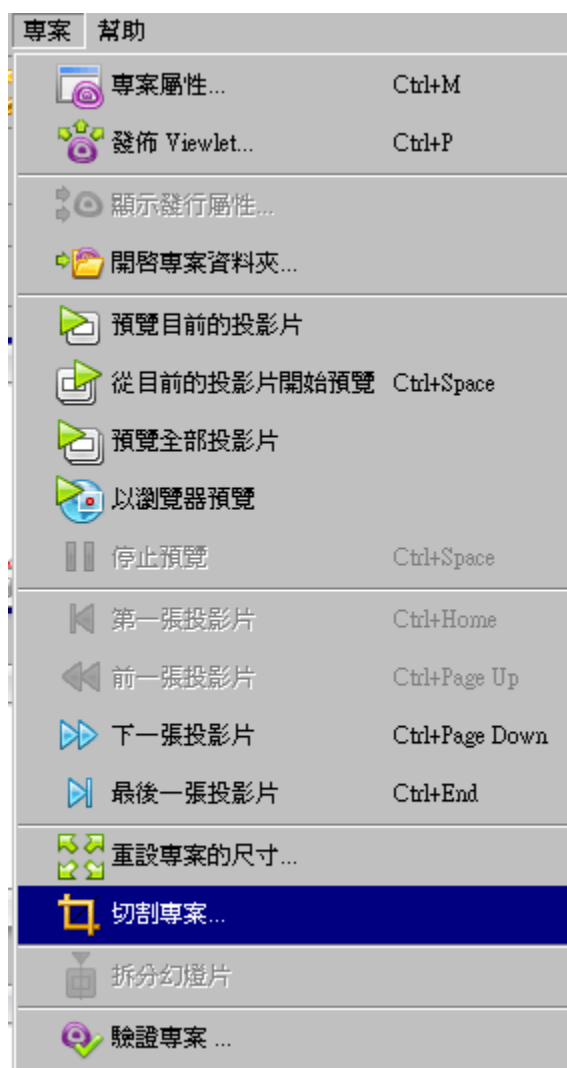 專案 幫助
專案屬性... Ctrl+M
發佈 Viewlet... Ctrl+P
顯示發行屬性...
開啓專案資料夾...
預覽目前的投影片
從目前的投影片開始預覽 Ctrl+Space
預覽全部投影片
以瀏覽器預覽
停止預覽 Ctrl+Space
第一張投影片 Ctrl+Home
前一張投影片 Ctrl+Page Up
下一張投影片 Ctrl+Page Down
最後一張投影片 Ctrl+End
重設專案的尺寸...
切割專案...
拆分幻燈片
驗證專案 ...